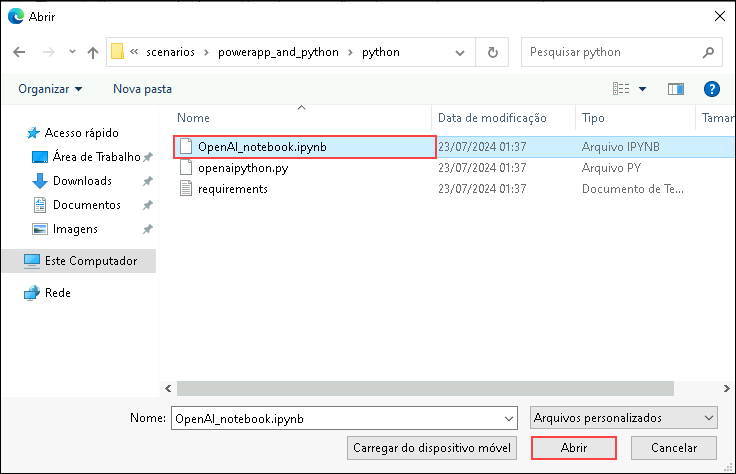 Abrir
« scenarios › powerapp_and_python › python
Pesquisar python
Organizar
Nova pasta
?
Nome
Data de modificação
Tipo
Tamar
Acesso rápido
Área de Trabalho
Downloads
Documentos
Imagens
Este Computador
Rede
OpenAI_notebook.ipynb 23/07/2024 01:37 Arquivo IPYNB
openaipython.py 23/07/2024 01:37 Arquivo PY
requirements 23/07/2024 01:37 Documento de Te...
Nome: OpenAI_notebook.ipynb
Arquivos personalizados
Carregar do dispositivo móvel
Abrir
Cancelar